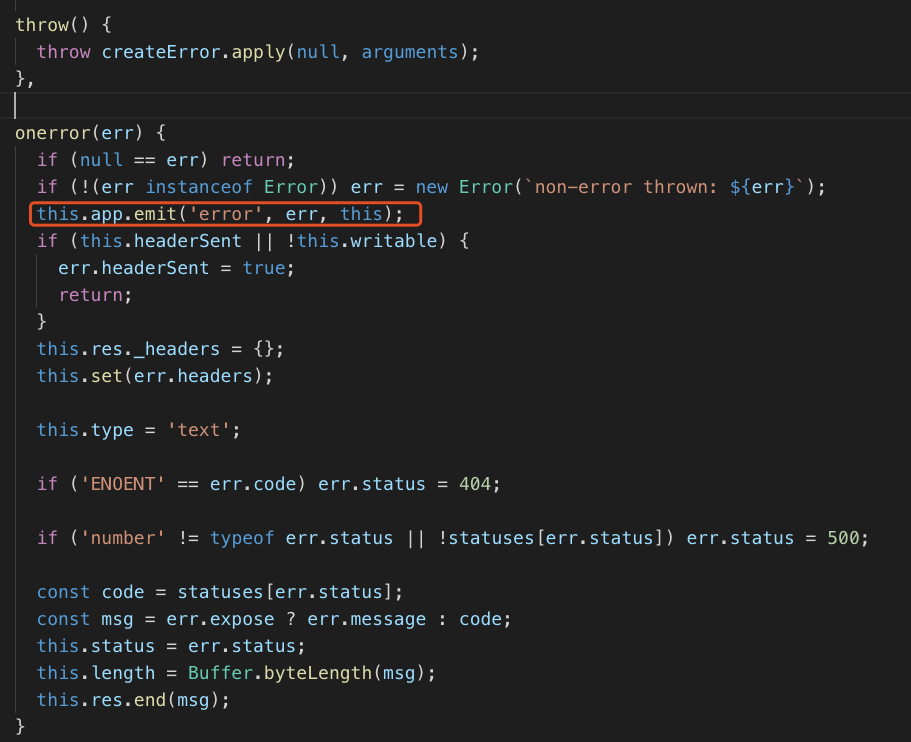 throw() {
  throw createError.apply(null, arguments);
},
onerror(err) {
  if (null == err) return;
  if (!(err instanceof Error)) err = new Error(`non-error thrown: ${err}`);
  this.app.emit('error', err, this);
  if (this.headerSent || !this.writable) {
    err.headerSent = true;
    return;
  }
  this.res._headers = {};
  this.set(err.headers);
  this.type = 'text';
  if ('ENOENT' == err.code) err.status = 404;
  if ('number' != typeof err.status || !statuses[err.status]) err.status = 500;
  const code = statuses[err.status];
  const msg = err.expose ? err.message : code;
  this.status = err.status;
  this.length = Buffer.byteLength(msg);
  this.res.end(msg);
}